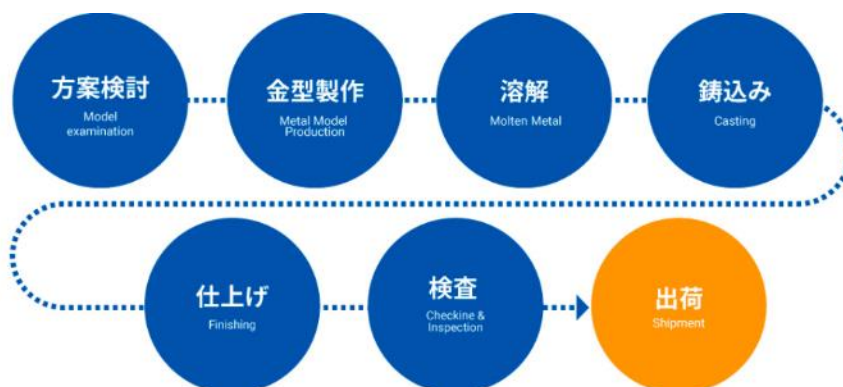 方案検討
Model
examination
金型製作
Metal Model
Production
溶解
Molten Metal
鋳込み
Casting
仕上げ
Finishing
検査
Checkine &
Inspection
出荷
Shipment